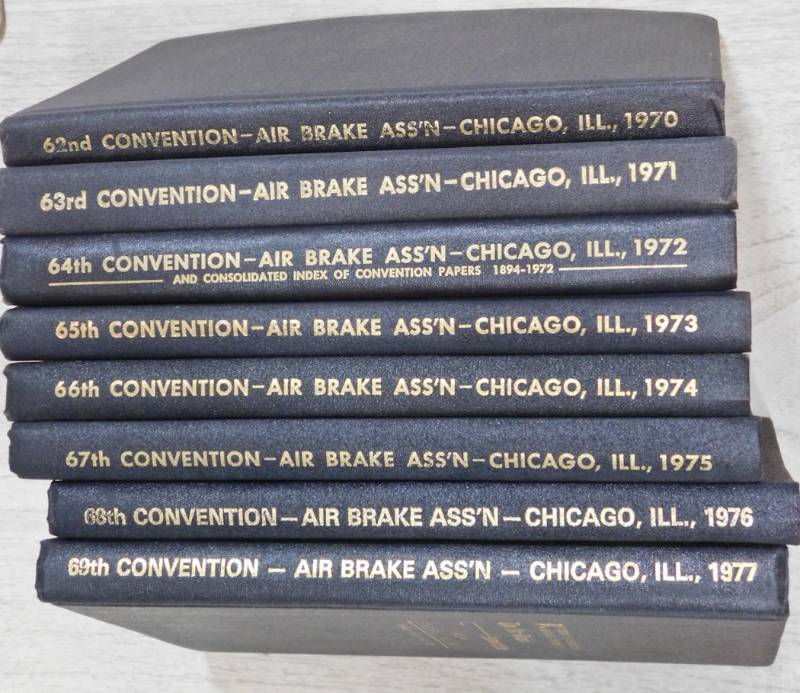 62nd CONVENTION—AIR BRAKE ASS'N—CHICAGO, ILL., 1970
63rd CONVENTION—AIR BRAKE ASS'N—CHICAGO, ILL., 1971
64th CONVENTION—AIR BRAKE ASS'N—CHICAGO, ILL., 1972
AND CONSOLIDATED INDEX OF CONVENTION PAPERS 1894-1972
65th CONVENTION—AIR BRAKE ASS'N—CHICAGO, ILL., 1973
66th CONVENTION—AIR BRAKE ASS'N—CHICAGO, ILL., 1974
67th CONVENTION—AIR BRAKE ASS'N—CHICAGO, ILL., 1975
68th CONVENTION—AIR BRAKE ASS'N—CHICAGO, ILL., 1976
69th CONVENTION — AIR BRAKE ASS'N — CHICAGO, ILL., 1977